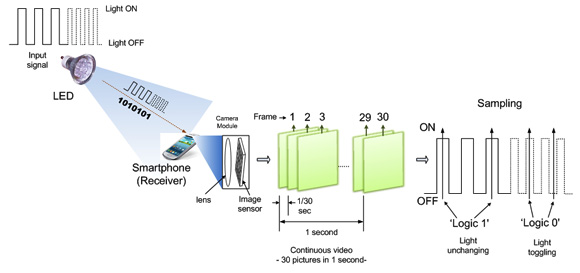 Light ON
Light OFF
Input
signal
LED
1010101
Smartphone
(Receiver)
Camera
Module
lens
Image
sensor
Frame
1 2 3 29 30
1/30
sec
1 second
Continuous video
- 30 pictures in 1 second-
Sampling
ON
OFF
‘Logic 1’ ‘Logic 0’
Light
unchanging
Light
toggling